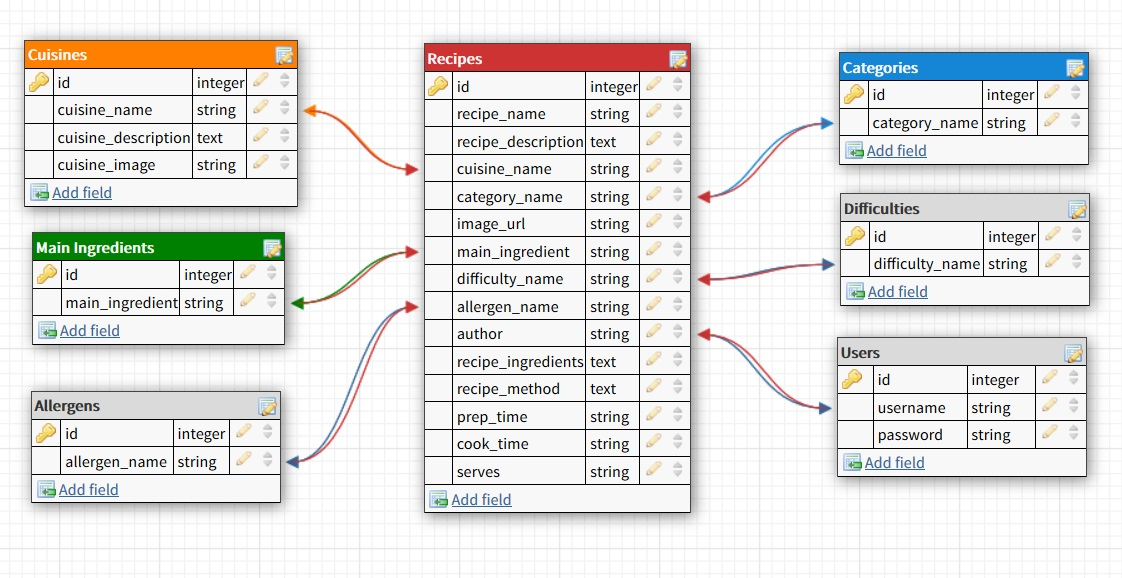 Cuisines
id integer
cuisine_name string
cuisine_description text
cuisine_image string
Add field
Main Ingredients
id integer
main_ingredient string
Add field
Allergens
id integer
allergen_name string
Add field
Recipes
id integer
recipe_name string
recipe_description text
cuisine_name string
category_name string
image_url string
main_ingredient string
difficulty_name string
allergen_name string
author string
recipe_ingredients text
recipe_method text
prep_time string
cook_time string
serves string
Add field
Categories
id integer
category_name string
Add field
Difficulties
id integer
difficulty_name string
Add field
Users
id integer
username string
password string
Add field